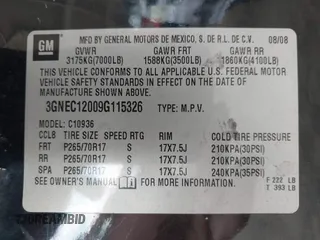 GM
MFD BY GENERAL MOTORS DE MEXICO, S. DE R.L. DE C.V. 08/08
GVWR GAWR FRT GAWR RR
3175KG(7000LB) 1588KG(3500LB) 1860KG(4100LB)
THIS VEHICLE CONFORMS TO ALL APPLICABLE U.S. FEDERAL
MOTOR VEHICLE SAFETY STANDARDS IN EFFECT ON THE DATE
OF MANUFACTURE SHOWN ABOVE.
3GNEC12009G115326 TYPE: M.P.V.
MODEL: C10936
CCLB TIRE SIZE SPEED RTG RIM COLD TIRE PRESSURE
FRT P265/70R17 S 17X7.5J 210KPA(30PSI)
RR P265/70R17 S 17X7.5J 210KPA(30PSI)
SPA P265/70R17 S 17X7.5J 240KPA(35PSI)
SEE OWNER'S MANUAL FOR
F 222 LB
T 393 LB